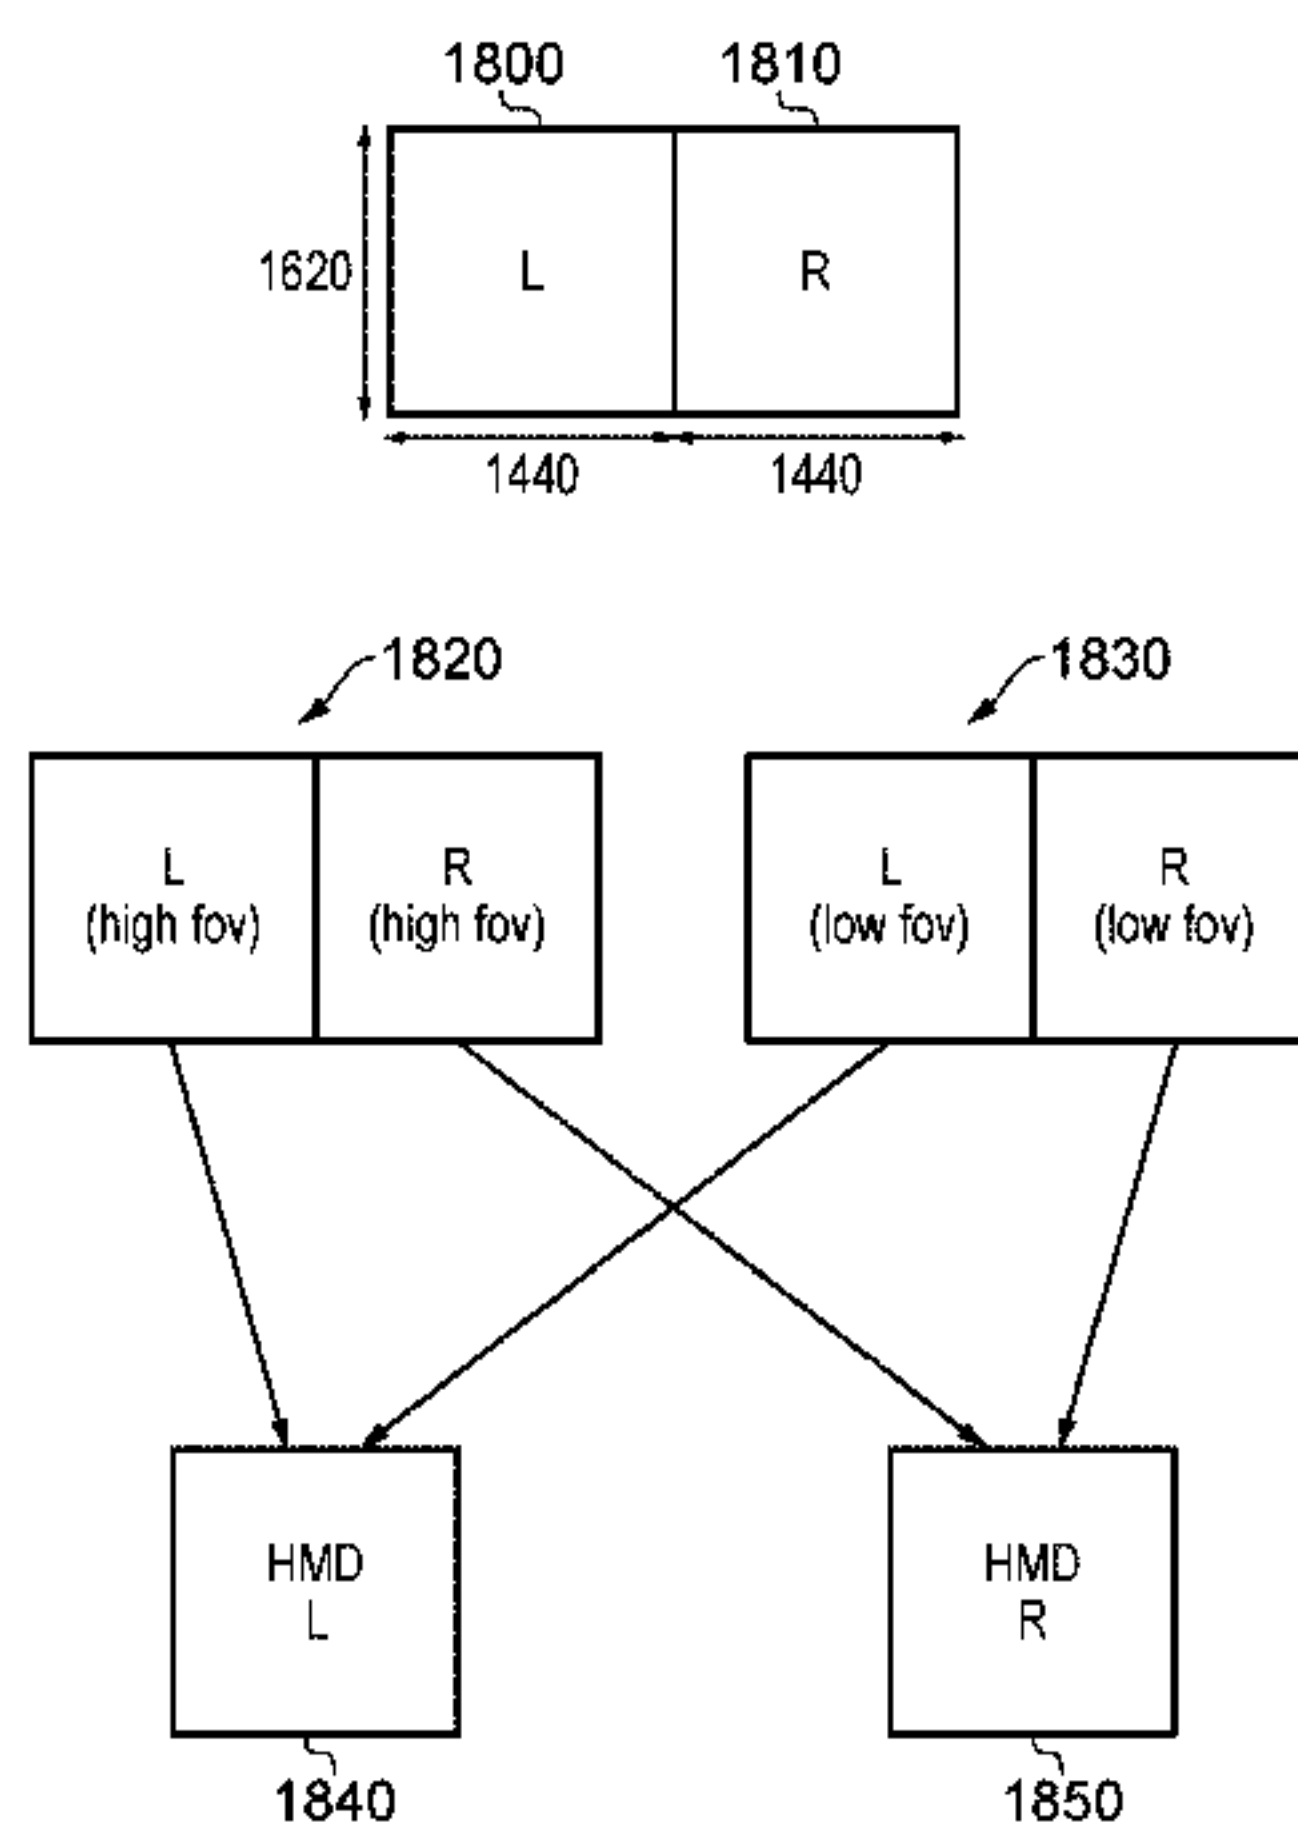 1800 1810
1620 L R
1440 1440
1820 1830
L R L R
(high fov) (high fov) (low fov) (low fov)
HMD HMD
L R
1840 1850